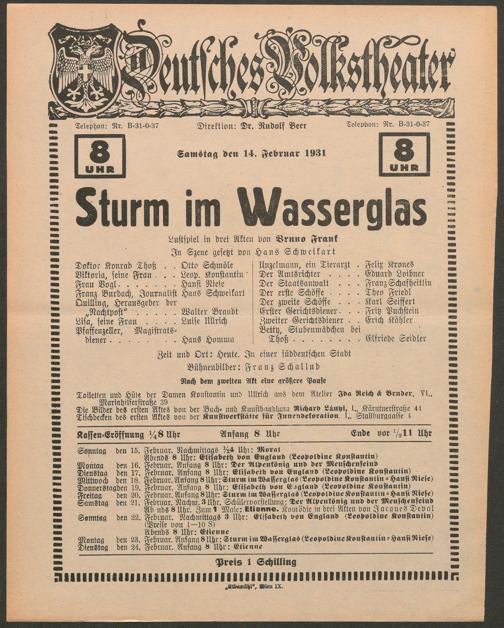 Deutsches Volkstheater
Telephon: Nr. B-31-0-37 Direktion: Dr. Rudolf Beer Telephon: Nr. B-31-0-37
8 UHR Samstag den 14. Februar 1931 8 UHR
Sturm im Wasserglas
Lustspiel in drei Akten von Bruno Frank
In Szene gesetzt von Hans Schweikart
Doktor Konrad Thoß . . Otto Schmöle
Viktoria, seine Frau . . Leop. Konstantin
Frau Vogl . . . . . Hansi Niese
Franz Burdach, Journalist Hans Schweikart
Quilling, Herausgeber der
„Nachtpost“ . . . . . Walter Brandt
Lisa, seine Frau . . . . Luise Ullrich
Pfaffenzeller, Magistrats-
diener . . . . . . Hans Homma
Unzelmann, ein Tierarzt . Felix Krones
Der Amtsrichter . . . . Eduard Loibner
Der Staatsanwalt . . . Franz Schafheitlin
Der erste Schöffe . . . Theo Friedl
Der zweite Schöffe . . . Karl Seifert
Erster Gerichtsdiener . . Fritz Puchstein
Zweiter Gerichtsdiener . . Erich Köhler
Betty, Stubenmädchen bei
Thoß . . . . . . . Elfriede Seidler
Zeit und Ort: Heute. In einer süddeutschen Stadt
Bühnenbilder: Franz Schallud
Nach dem zweiten Akt eine größere Pause
Toiletten und Hüte der Damen Konstantin und Ullrich aus dem Atelier Ida Reich & Bruder, VI.,
Mariahilferstraße 39
Die Bilder des ersten Aktes von der Buch- und Kunsthandlung Richard Lányi, I., Kärntnerstraße 44
Tischdecken des ersten Aktes von der Kunstwerkstätte für Innendekoration, I., Stallburggasse 4
Kassen-Eröffnung ¼8 Uhr Anfang 8 Uhr Ende vor ½11 Uhr
Sonntag den 15. Februar. Nachmittags ½4 Uhr: Morał
Abends 8 Uhr: Elisabeth von England (Leopoldine Konstantin)
Montag den 16. Februar. Anfang 8 Uhr: Der Alpenkönig und der Menschenfeind
Dienstag den 17. Februar. Anfang 8 Uhr: Elisabeth von England (Leopoldine Konstantin)
Mittwoch den 18. Februar. Anfang 8 Uhr: Sturm im Wasserglas (Leopoldine Konstantin - Hansi Niese)
Donnerstag den 19. Februar. Anfang 8 Uhr: Elisabeth von England (Leopoldine Konstantin)
Freitag den 20. Februar. Anfang 8 Uhr: Sturm im Wasserglas (Leopoldine Konstantin - Hansi Niese)
Samstag den 21. Februar. Nachm. 3 Uhr, Schülervorstellung: Der Alpenkönig und der Menschenfeind
Abends 8 Uhr. Zum 1. Male: Etienne. Komödie in drei Akten von Jacques Deval
Sonntag den 22. Februar. Nachmittags 3 Uhr: Elisabeth von England (Leopoldine Konstantin)
(Preise von 1—10 S)
Abends 8 Uhr: Etienne
Montag den 23. Februar. Anfang 8 Uhr: Sturm im Wasserglas (Leopoldine Konstantin - Hansi Niese)
Dienstag den 24. Februar. Anfang 8 Uhr: Etienne
Preis 1 Schilling
„Elbemühl“, Wien IX.